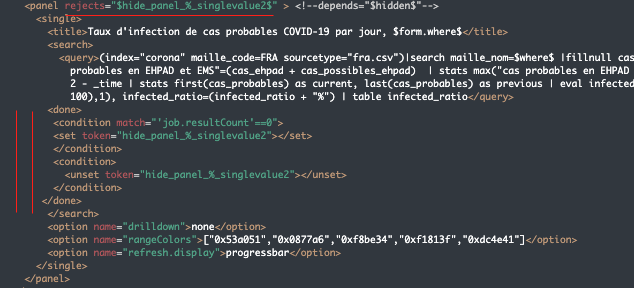 <panel rejects="$hide_panel_%_singlevalue2$" > <!--depends="$hidden$"-->
<single>
<title>Taux d'infection de cas probables COVID-19 par jour, $form.where$</title>
<search>
<query>(index="corona" maille_code=FRA sourcetype="fra.csv")|search maille_nom=$where$ |fillnull cas
probables en EHPAD et EMS"=(cas_ehpad + cas_possibles_ehpad)  | stats max("cas probables en EHPAD
2 - _time | stats first(cas_probables) as current, last(cas_probables) as previous | eval infected
100),1), infected_ratio=(infected_ratio + "%") | table infected_ratio</query>
<done>
<condition match="'job.resultCount'==0">
<set token="hide_panel_%_singlevalue2"></set>
</condition>
<condition>
<unset token="hide_panel_%_singlevalue2"></unset>
</condition>
</done>
</search>
<option name="drilldown">none</option>
<option name="rangeColors">["0x53a051","0x0877a6","0xf8be34","0xf1813f","0xdc4e41"]</option>
<option name="refresh.display">progressbar</option>
</single>
</panel>